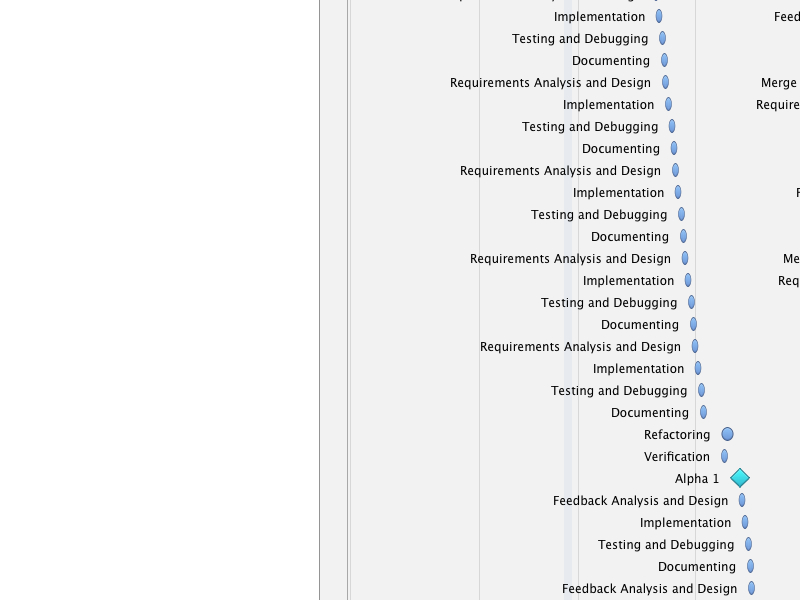 Implementation
Feed
Testing and Debugging
Documenting
Requirements Analysis and Design
Merge
Implementation
Require
Testing and Debugging
Documenting
Requirements Analysis and Design
Implementation
Testing and Debugging
Documenting
Requirements Analysis and Design
Me
Implementation
Req
Testing and Debugging
Documenting
Requirements Analysis and Design
Implementation
Testing and Debugging
Documenting
Refactoring
Verification
Alpha 1
Feedback Analysis and Design
Implementation
Testing and Debugging
Documenting
Feedback Analysis and Design